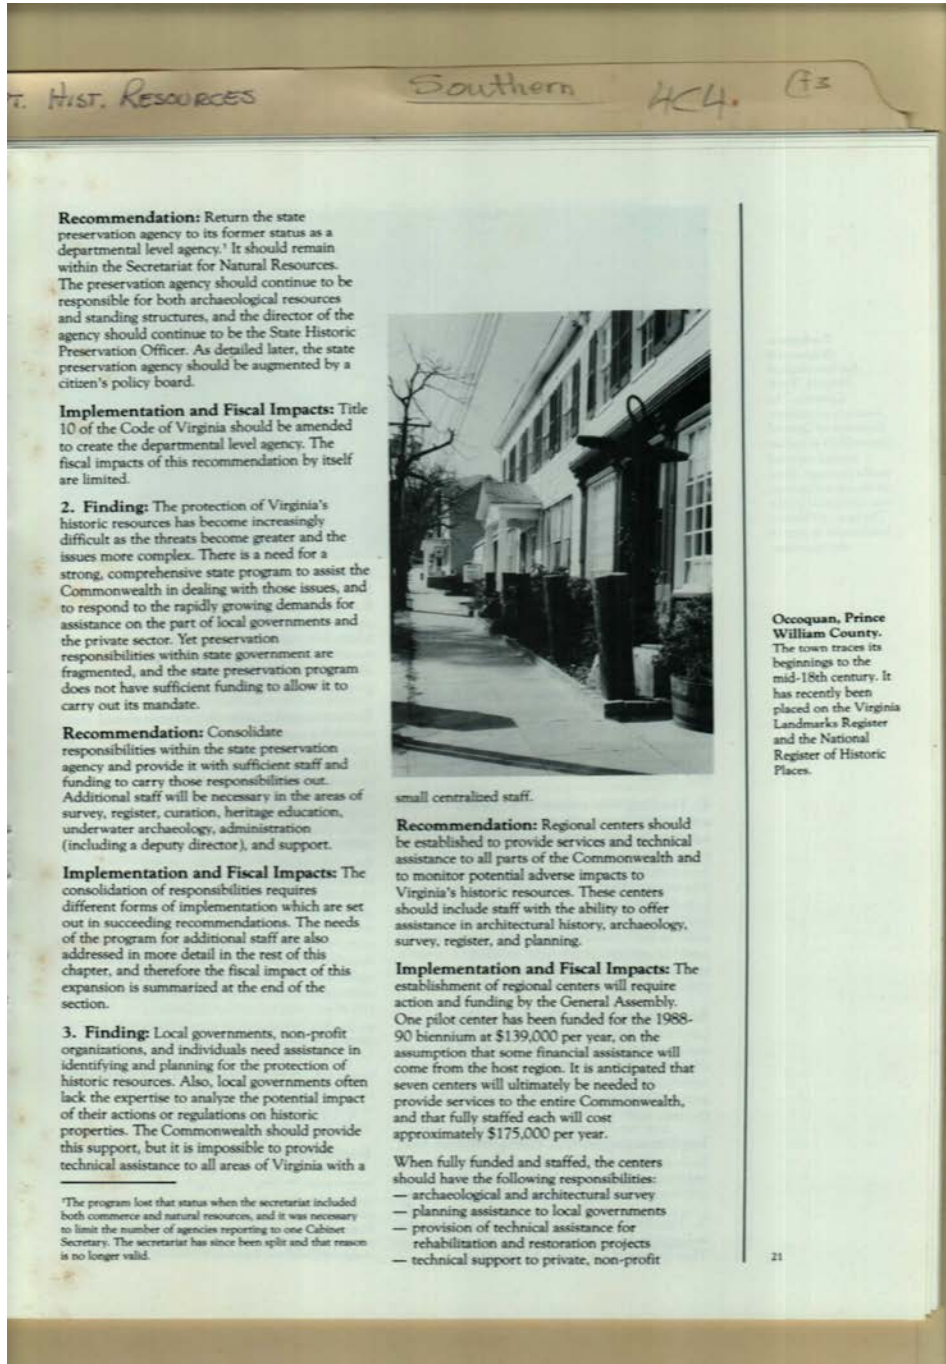 T. HIST. RESOURCES
Southern
4C4.
Recommendation: Return the state
preservation agency to its former status as a
departmental level agency.¹ It should remain
within the Secretariat for Natural Resources.
The preservation agency should continue to be
responsible for both archaeological resources
and standing structures, and the director of the
agency should continue to be the State Historic
Preservation Officer. As detailed later, the state
preservation agency should be augmented by a
citizen's policy board.
Implementation and Fiscal Impacts: Title
10 of the Code of Virginia should be amended
to create the departmental level agency. The
fiscal impacts of this recommendation by itself
are limited.
2. Finding: The protection of Virginia's
historic resources has become increasingly
difficult as the threats become greater and the
issues more complex. There is a need for a
strong, comprehensive state program to assist the
Commonwealth in dealing with those issues, and
to respond to the rapidly growing demands for
assistance on the part of local governments and
the private sector. Yet preservation
responsibilities within state government are
fragmented, and the state preservation program
does not have sufficient funding to allow it to
carry out its mandate.
Recommendation: Consolidate
responsibilities within the state preservation
agency and provide it with sufficient staff and
funding to carry those responsibilities out.
Additional staff will be necessary in the areas of
survey, register, curation, heritage education,
underwater archaeology, administration
(including a deputy director), and support.
Implementation and Fiscal Impacts: The
consolidation of responsibilities requires
different forms of implementation which are set
out in succeeding recommendations. The needs
of the program for additional staff are also
addressed in more detail in the rest of this
chapter, and therefore the fiscal impact of this
expansion is summarized at the end of the
section.
3. Finding: Local governments, non-profit
organizations, and individuals need assistance in
identifying and planning for the protection of
historic resources. Also, local governments often
lack the expertise to analyze the potential impact
of their actions or regulations on historic
properties. The Commonwealth should provide
this support, but it is impossible to provide
technical assistance to all areas of Virginia with a
¹The program lost that status when the secretariat included
both commerce and natural resources, and it was necessary
to limit the number of agencies reporting to one Cabinet
Secretary. The secretariat has since been split and that reason
is no longer valid.
small centralized staff.
Recommendation: Regional centers should
be established to provide services and technical
assistance to all parts of the Commonwealth and
to monitor potential adverse impacts to
Virginia's historic resources. These centers
should include staff with the ability to offer
assistance in architectural history, archaeology,
survey, register, and planning.
Implementation and Fiscal Impacts: The
establishment of regional centers will require
action and funding by the General Assembly.
One pilot center has been funded for the 1988-
90 biennium at $139,000 per year, on the
assumption that some financial assistance will
come from the host region. It is anticipated that
seven centers will ultimately be needed to
provide services to the entire Commonwealth,
and that fully staffed each will cost
approximately $175,000 per year.
When fully funded and staffed, the centers
should have the following responsibilities:
— archaeological and architectural survey
— planning assistance to local governments
— provision of technical assistance for
rehabilitation and restoration projects
— technical support to private, non-profit
Occoquan, Prince
William County.
The town traces its
beginnings to the
mid-18th century. It
has recently been
placed on the Virginia
Landmarks Register
and the National
Register of Historic
Places.
21